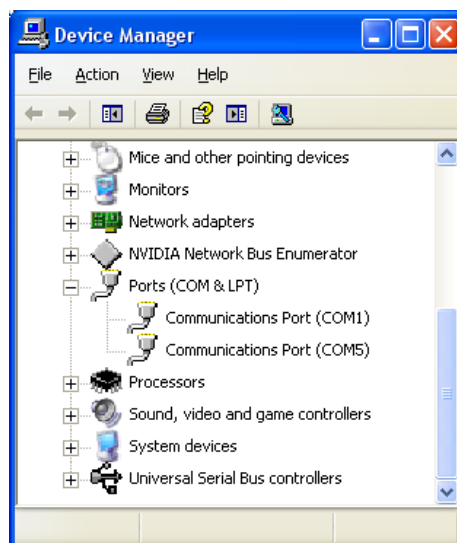 Device Manager
File Action View Help
Mice and other pointing devices
Monitors
Network adapters
NVIDIA Network Bus Enumerator
Ports (COM & LPT)
Communications Port (COM1)
Communications Port (COM5)
Processors
Sound, video and game controllers
System devices
Universal Serial Bus controllers